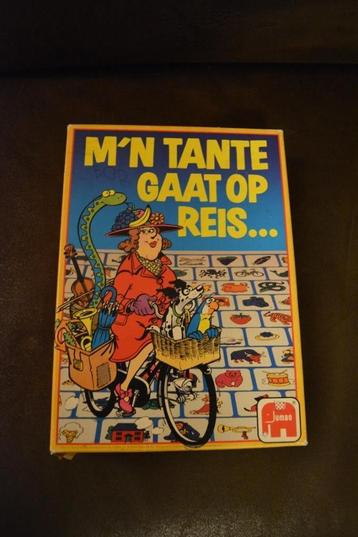 M'N TANTE
GAAT OP
REIS...
Jumbo